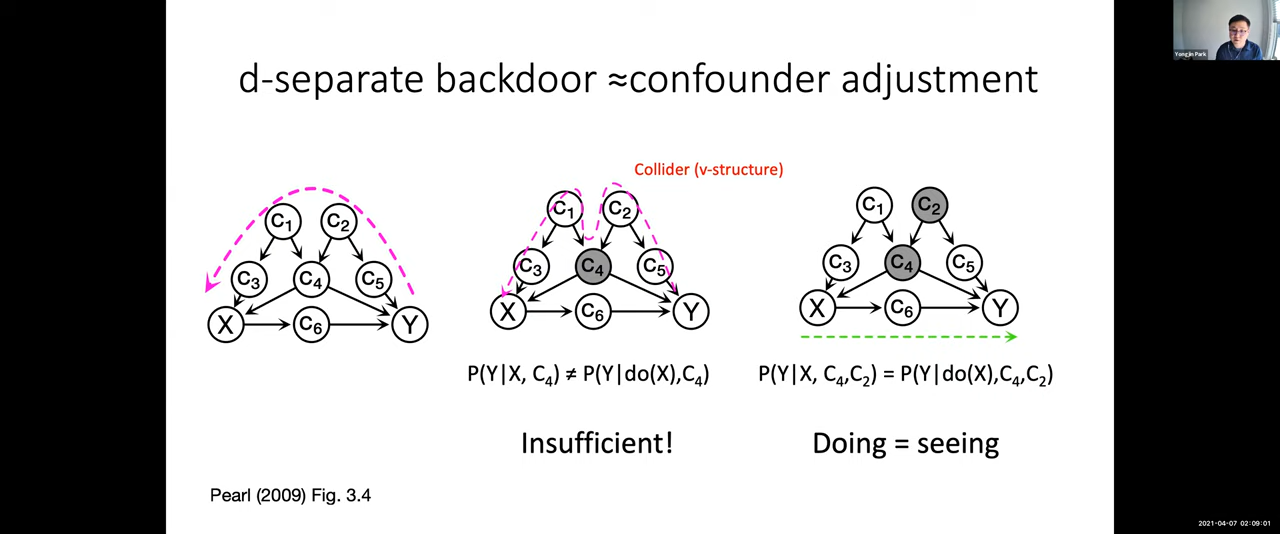 d-separate backdoor ≈confounder adjustment
Yongjin Park
Collider (v-structure)
C1 C2
C3 C4 C5
X C6 Y
C1 C2
C3 C4 C5
X C6 Y
C1 C2
C3 C4 C5
X C6 Y
P(Y|X, C4) ≠ P(Y|do(X),C4)
P(Y|X, C4,C2) = P(Y|do(X),C4,C2)
Insufficient!
Doing = seeing
Pearl (2009) Fig. 3.4
2021-04-07 02:09:01